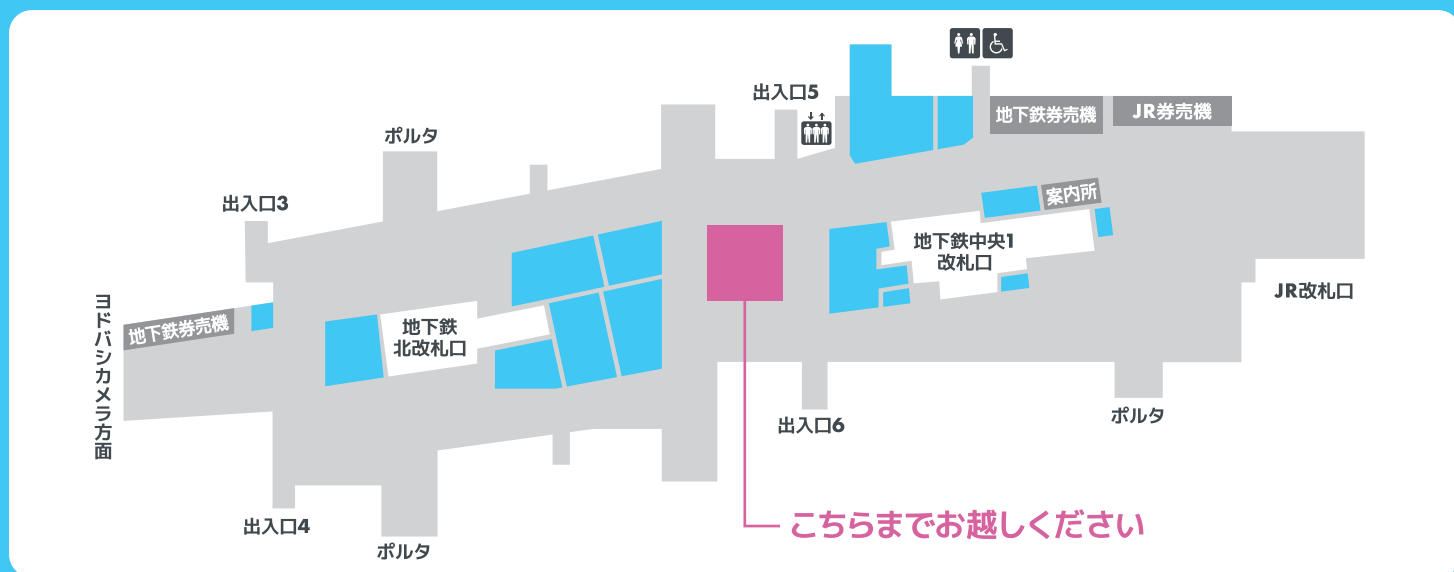 出入口5
地下鉄券売機
JR券売機
ポルタ
案内所
出入口3
地下鉄中央1
改札口
JR改札口
ヨドバシカメラ方面
地下鉄券売機
地下鉄
北改札口
ポルタ
出入口6
出入口4
こちらまでお越しください
ポルタ